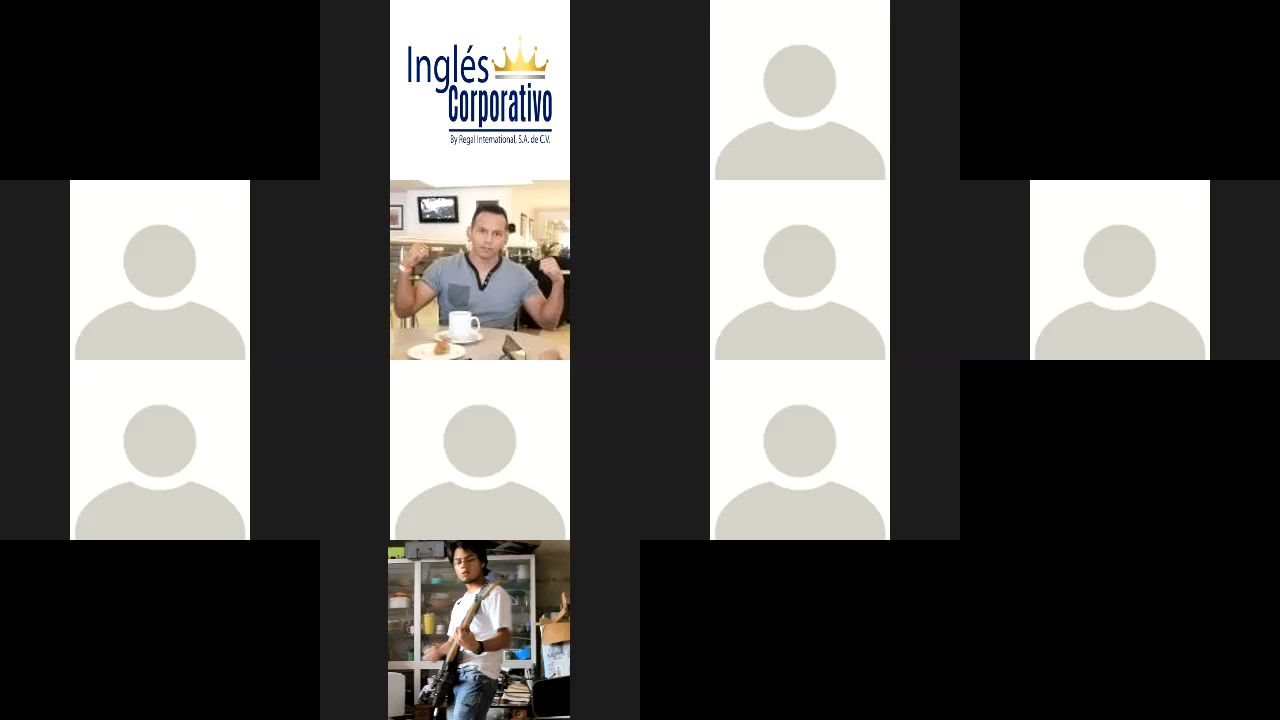 Inglés
Corporativo
By Regal International, S.A. de C.V.